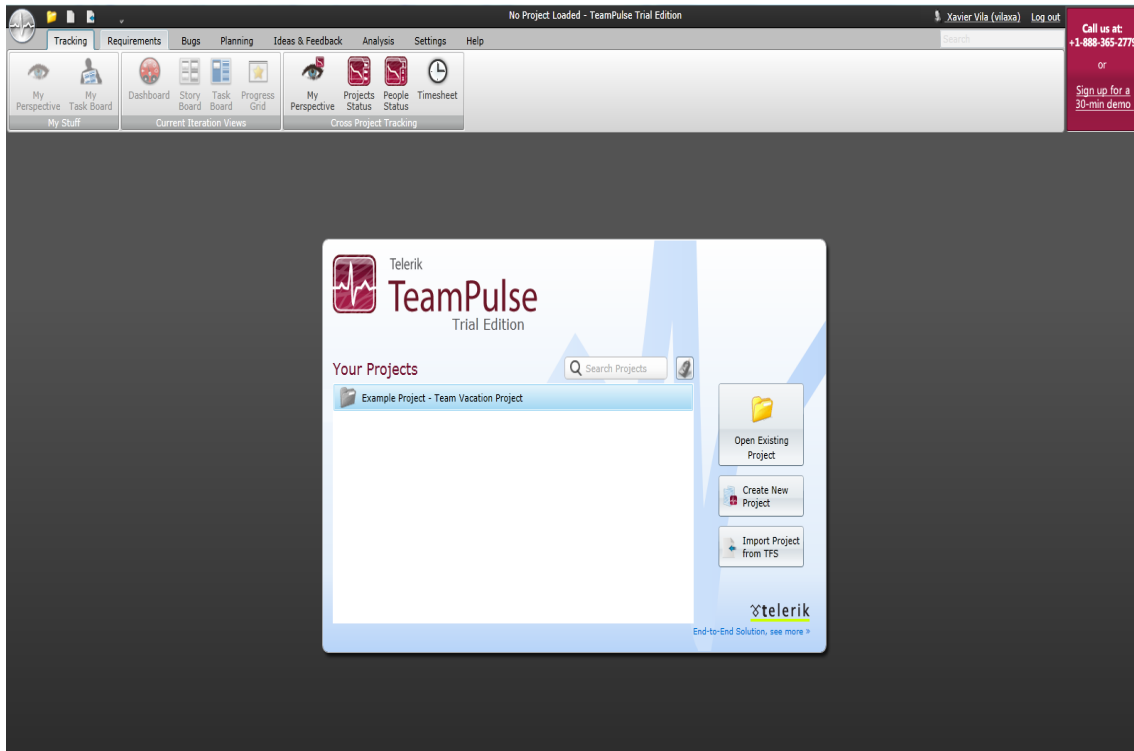 No Project Loaded - TeamPulse Trial Edition
Xavier Vila (vilaxa) Log out
Call us at:
+1-888-365-2779
or
Sign up for a
30-min demo
Tracking Requirements Bugs Planning Ideas & Feedback Analysis Settings Help
Search
My
Perspective
My
Task Board
My Stuff
Dashboard
Story
Board
Task
Board
Progress
Grid
Current Iteration Views
My
Perspective
Projects
Status
People
Status
Timesheet
Cross Project Tracking
Telerik
TeamPulse
Trial Edition
Your Projects
Search Projects
Example Project - Team Vacation Project
Open Existing
Project
Create New
Project
Import Project
from TFS
telerik
End-to-End Solution, see more »